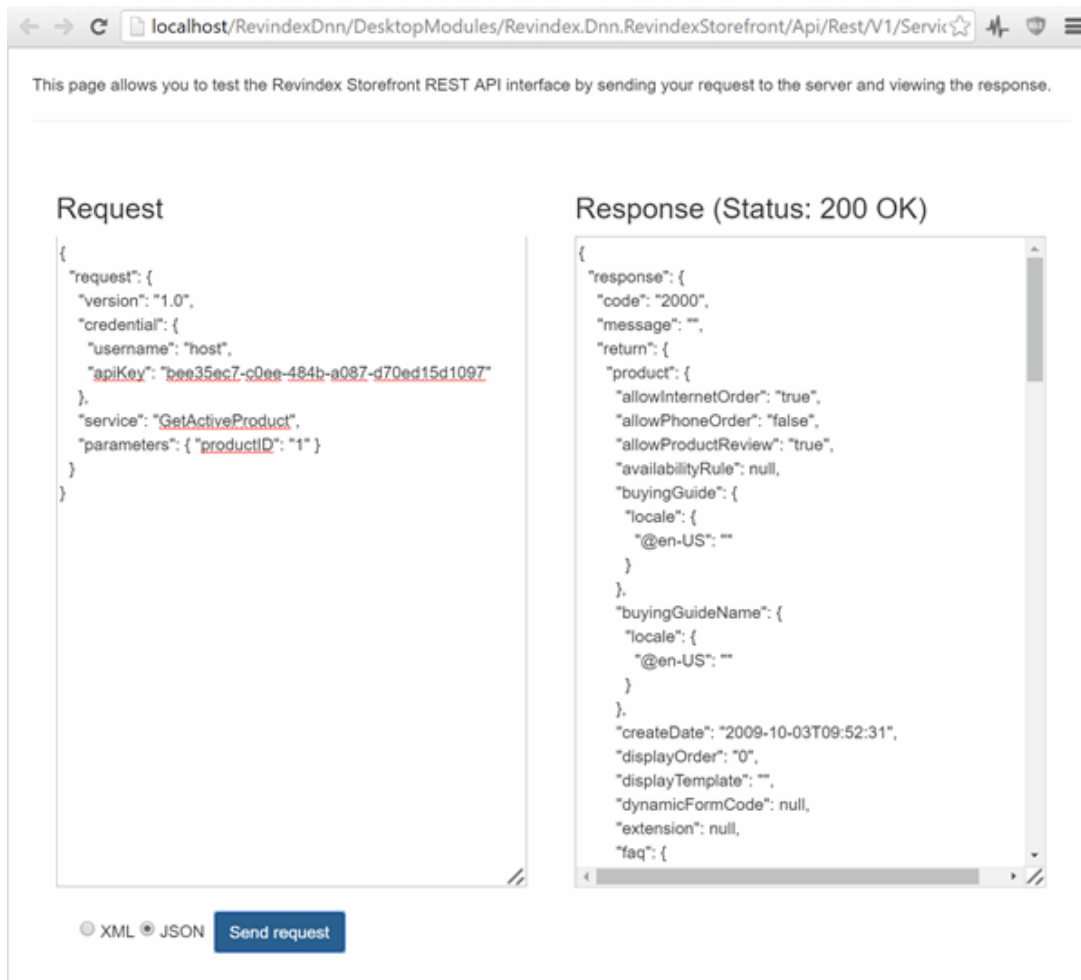 localhost/RevindexDnn/DesktopModules/Revindex.Dnn.RevindexStorefront/Api/Rest/V1/Servic
This page allows you to test the Revindex Storefront REST API interface by sending your request to the server and viewing the response.
Request
{
"request": {
"version": "1.0",
"credential": {
"username": "host",
"apiKey": "bee35ec7-c0ee-484b-a087-d70ed15d1097"
},
"service": "GetActiveProduct",
"parameters": { "productID": "1" }
}
}
Response (Status: 200 OK)
{
"response": {
"code": "2000",
"message": "",
"return": {
"product": {
"allowInternetOrder": "true",
"allowPhoneOrder": "false",
"allowProductReview": "true",
"availabilityRule": null,
"buyingGuide": {
"locale": {
"@en-US": ""
}
},
"buyingGuideName": {
"locale": {
"@en-US": ""
}
},
"createDate": "2009-10-03T09:52:31",
"displayOrder": "0",
"displayTemplate": "",
"dynamicFormCode": null,
"extension": null,
"faq": {
XML JSON Send request